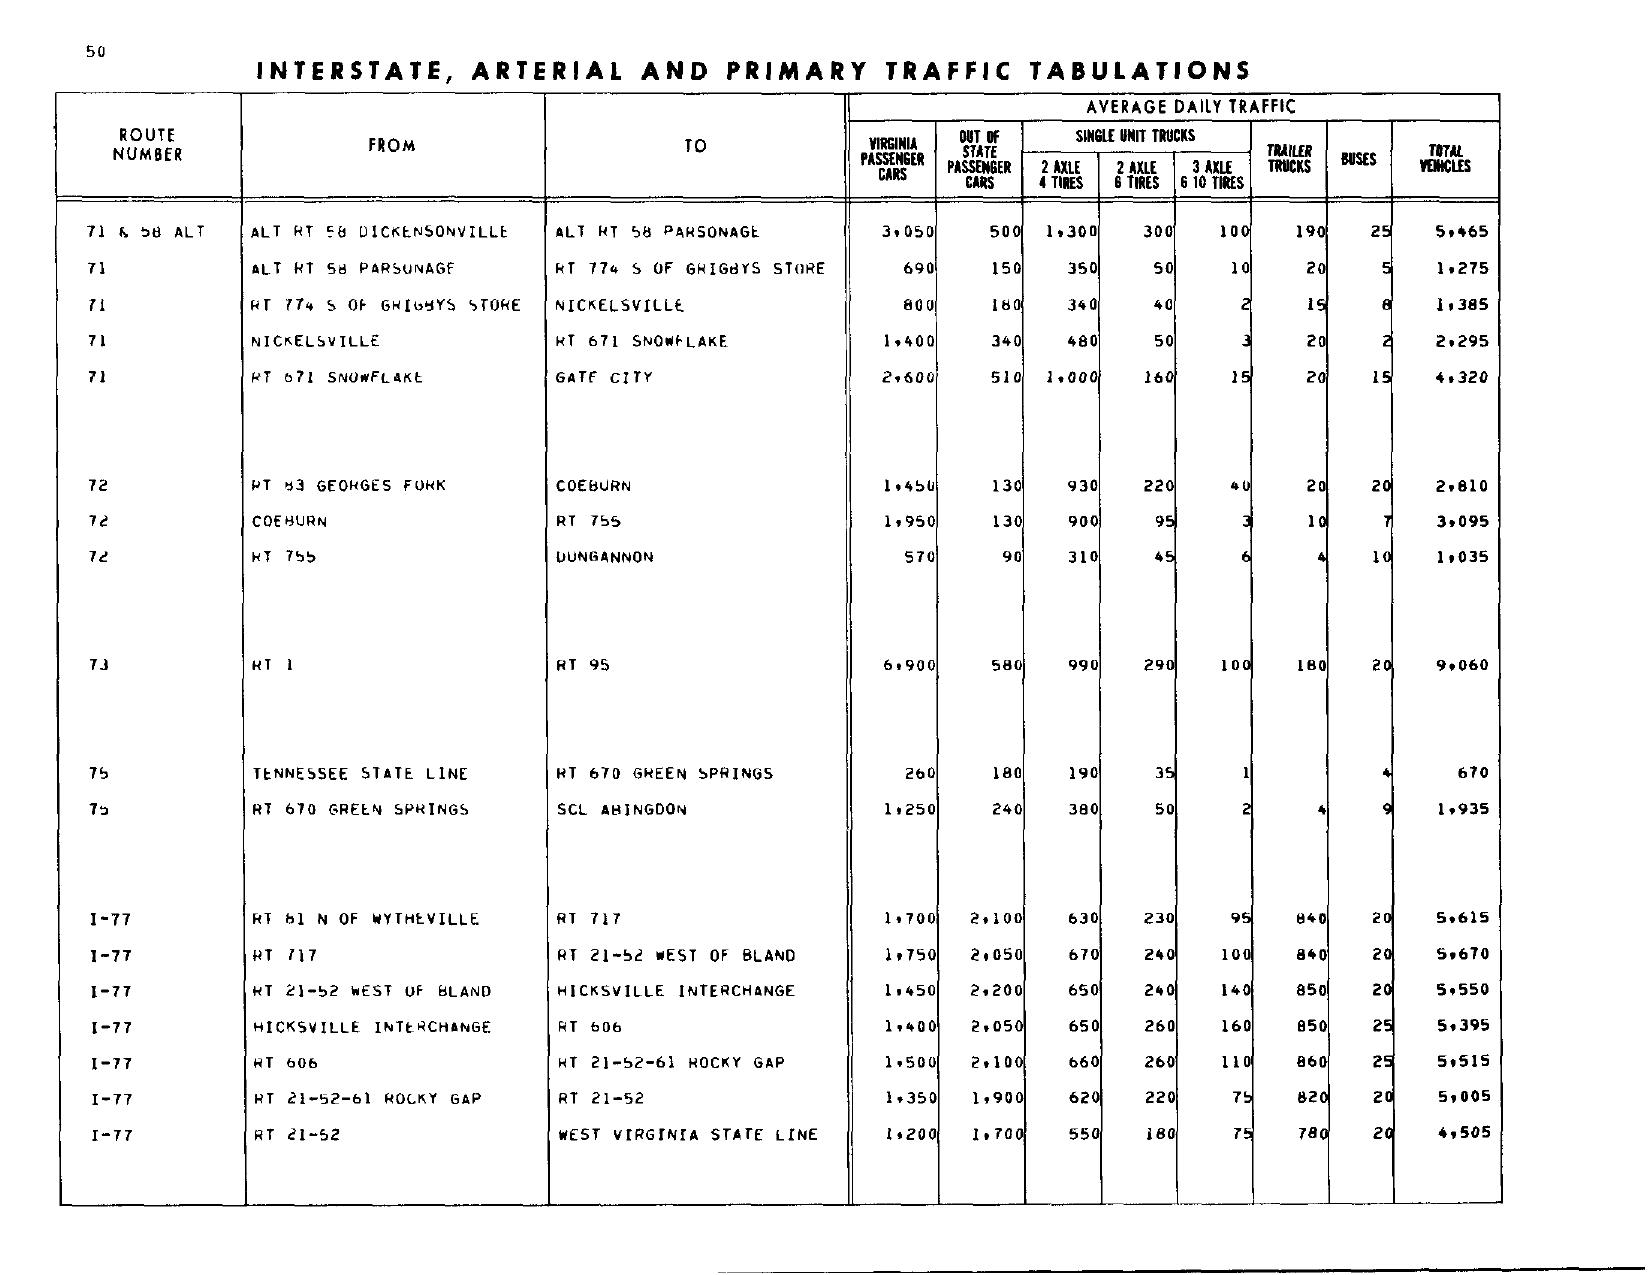 50
INTERSTATE, ARTERIAL AND PRIMARY TRAFFIC TABULATIONS
ROUTE NUMBER FROM TO AVERAGE DAILY TRAFFIC
VIRGINIA PASSENGER CARS OUT OF STATE PASSENGER CARS SINGLE UNIT TRUCKS 2 AXLE 4 TIRES 2 AXLE 6 TIRES 3 AXLE 6 10 TIRES TRAILER TRUCKS BUSES TOTAL VEHICLES
71 & 58 ALT ALT RT 58 DICKENSONVILLE ALT RT 58 PARSONAGE 3,050 500 1,300 300 100 190 25 5,465
71 ALT RT 58 PARSONAGE RT 774 S OF GRIGBYS STORE 690 150 350 50 10 20 5 1,275
71 RT 774 S OF GRIGBYS STORE NICKELSVILLE 800 180 340 40 2 15 8 1,385
71 NICKELSVILLE RT 671 SNOWFLAKE 1,400 340 480 50 3 20 2 2,295
71 RT 671 SNOWFLAKE GATE CITY 2,600 510 1,000 160 15 20 15 4,320
72 RT 83 GEORGES FORK COEBURN 1,450 130 930 220 40 20 20 2,810
72 COEBURN RT 755 1,950 130 900 95 3 10 7 3,095
72 RT 755 DUNGANNON 570 90 310 45 6 4 10 1,035
73 RT 1 RT 95 6,900 580 990 290 100 180 20 9,060
75 TENNESSEE STATE LINE RT 670 GREEN SPRINGS 260 180 190 35 1 4 670
75 RT 670 GREEN SPRINGS SCL ABINGDON 1,250 240 380 50 2 4 9 1,935
I-77 RT 61 N OF WYTHEVILLE RT 717 1,700 2,100 630 230 95 840 20 5,615
I-77 RT 717 RT 21-52 WEST OF BLAND 1,750 2,050 670 240 100 840 20 5,670
I-77 RT 21-52 WEST OF BLAND HICKSVILLE INTERCHANGE 1,450 2,200 650 240 140 850 20 5,550
I-77 HICKSVILLE INTERCHANGE RT 606 1,400 2,050 650 260 160 850 25 5,395
I-77 RT 606 RT 21-52-61 ROCKY GAP 1,500 2,100 660 260 110 860 25 5,515
I-77 RT 21-52-61 ROCKY GAP RT 21-52 1,350 1,900 620 220 75 820 20 5,005
I-77 RT 21-52 WEST VIRGINIA STATE LINE 1,200 1,700 550 180 75 780 20 4,505